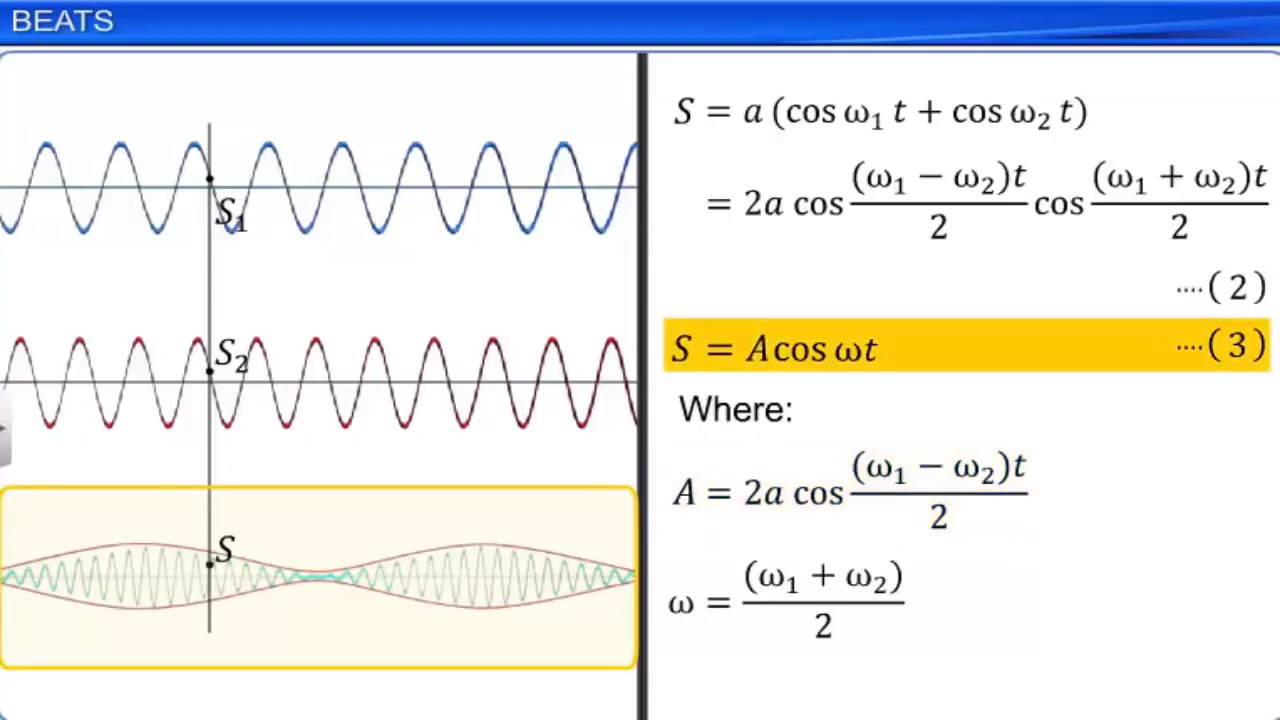 BEATS
S₁
S₂
S
S = a (cos ω₁ t + cos ω₂ t)
= 2a cos (ω₁ − ω₂)t / 2 cos (ω₁ + ω₂)t / 2
....( 2 )
S = A cos ωt ....( 3 )
Where:
A = 2a cos (ω₁ − ω₂)t / 2
ω = (ω₁ + ω₂) / 2